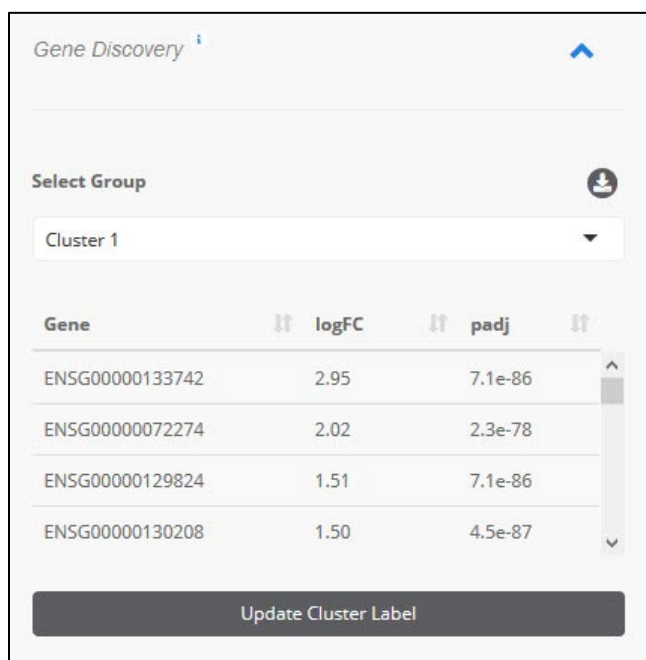 Gene Discovery i
Select Group
Cluster 1
Gene logFC padj
ENSG00000133742 2.95 7.1e-86
ENSG00000072274 2.02 2.3e-78
ENSG00000129824 1.51 7.1e-86
ENSG00000130208 1.50 4.5e-87
Update Cluster Label